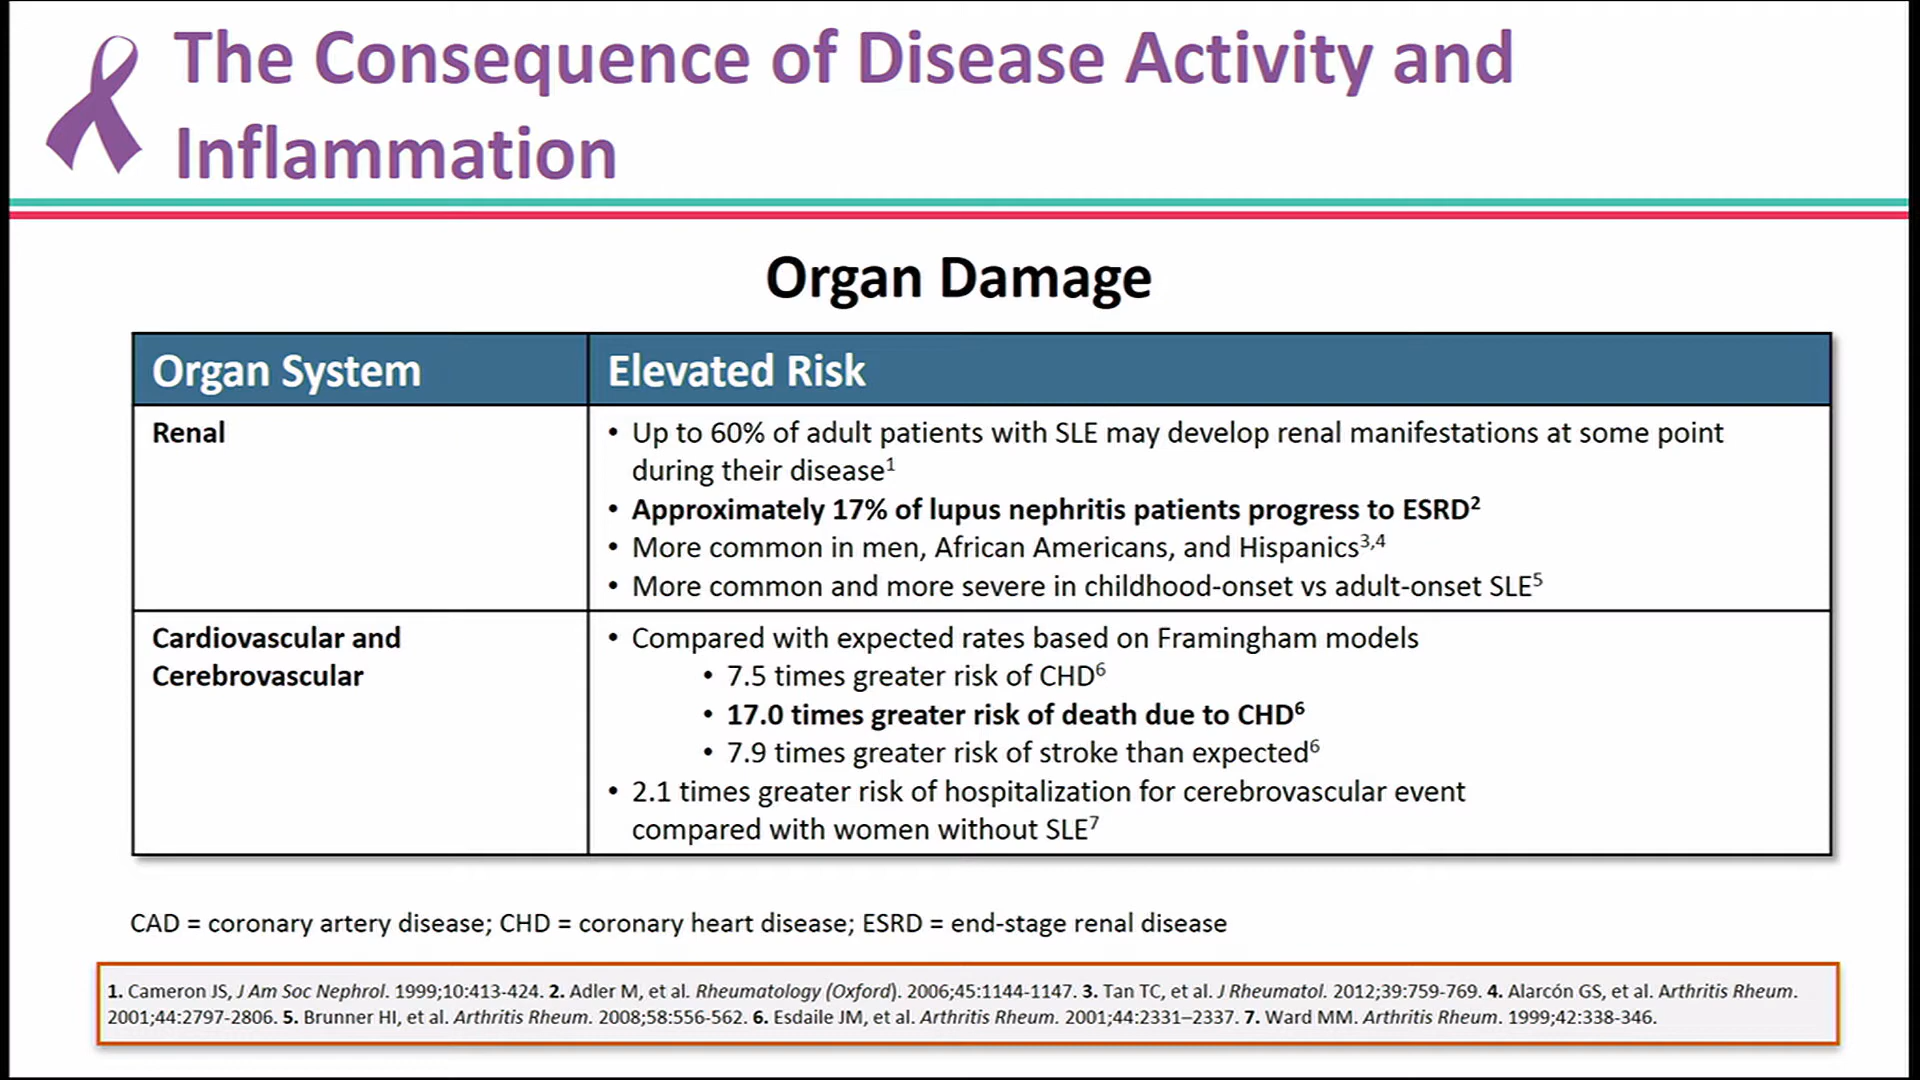 The Consequence of Disease Activity and
Inflammation
Organ Damage
Organ System
Elevated Risk
Renal
• Up to 60% of adult patients with SLE may develop renal manifestations at some point
during their disease¹
• Approximately 17% of lupus nephritis patients progress to ESRD²
• More common in men, African Americans, and Hispanics³,⁴
• More common and more severe in childhood-onset vs adult-onset SLE⁵
Cardiovascular and
Cerebrovascular
• Compared with expected rates based on Framingham models
• 7.5 times greater risk of CHD⁶
• 17.0 times greater risk of death due to CHD⁶
• 7.9 times greater risk of stroke than expected⁶
• 2.1 times greater risk of hospitalization for cerebrovascular event
compared with women without SLE⁷
CAD = coronary artery disease; CHD = coronary heart disease; ESRD = end-stage renal disease
1. Cameron JS, J Am Soc Nephrol. 1999;10:413-424. 2. Adler M, et al. Rheumatology (Oxford). 2006;45:1144-1147. 3. Tan TC, et al. J Rheumatol. 2012;39:759-769. 4. Alarcón GS, et al. Arthritis Rheum.
2001;44:2797-2806. 5. Brunner HI, et al. Arthritis Rheum. 2008;58:556-562. 6. Esdaile JM, et al. Arthritis Rheum. 2001;44:2331–2337. 7. Ward MM. Arthritis Rheum. 1999;42:338-346.